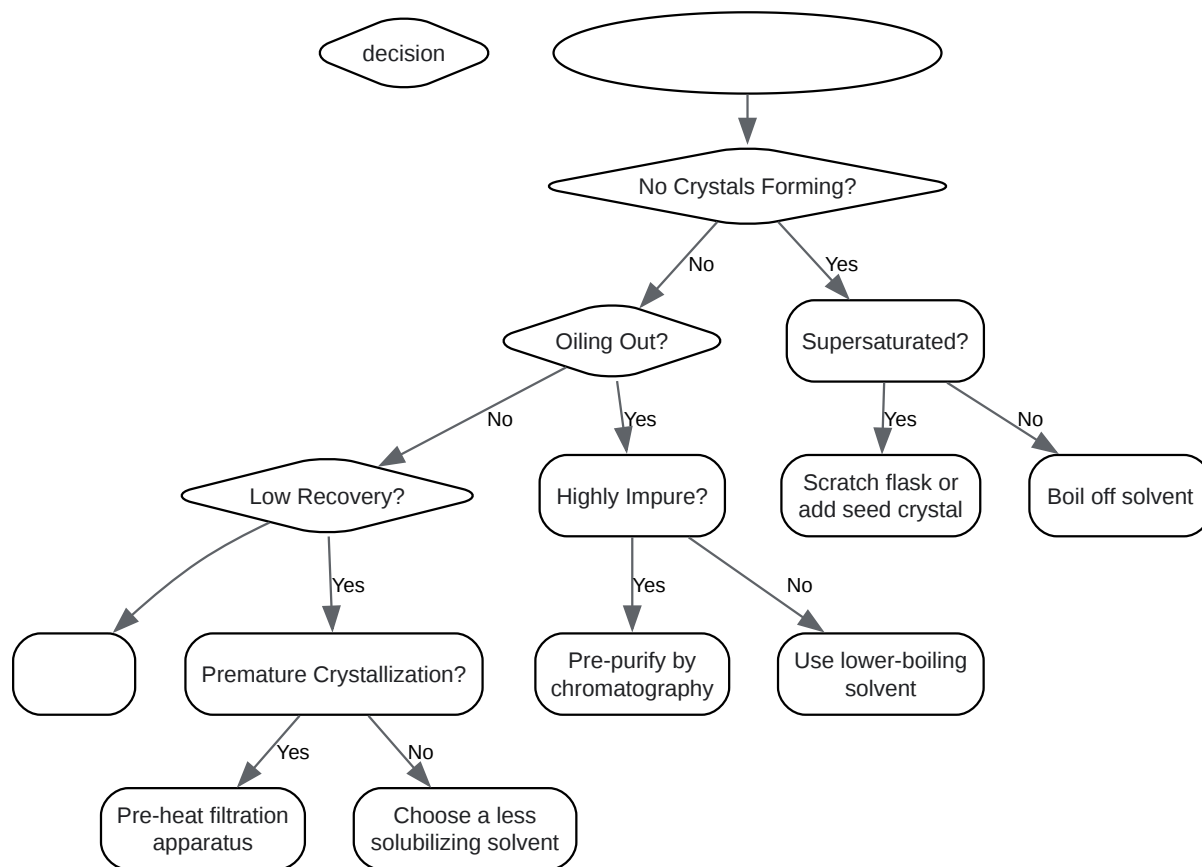 decision
No Crystals Forming?
No
Yes
Oiling Out?
Supersaturated?
No
Yes
Yes
No
Low Recovery?
Highly Impure?
Scratch flask or
add seed crystal
Boil off solvent
Yes
Yes
No
Premature Crystallization?
Pre-purify by
chromatography
Use lower-boiling
solvent
Yes
No
Pre-heat filtration
apparatus
Choose a less
solubilizing solvent